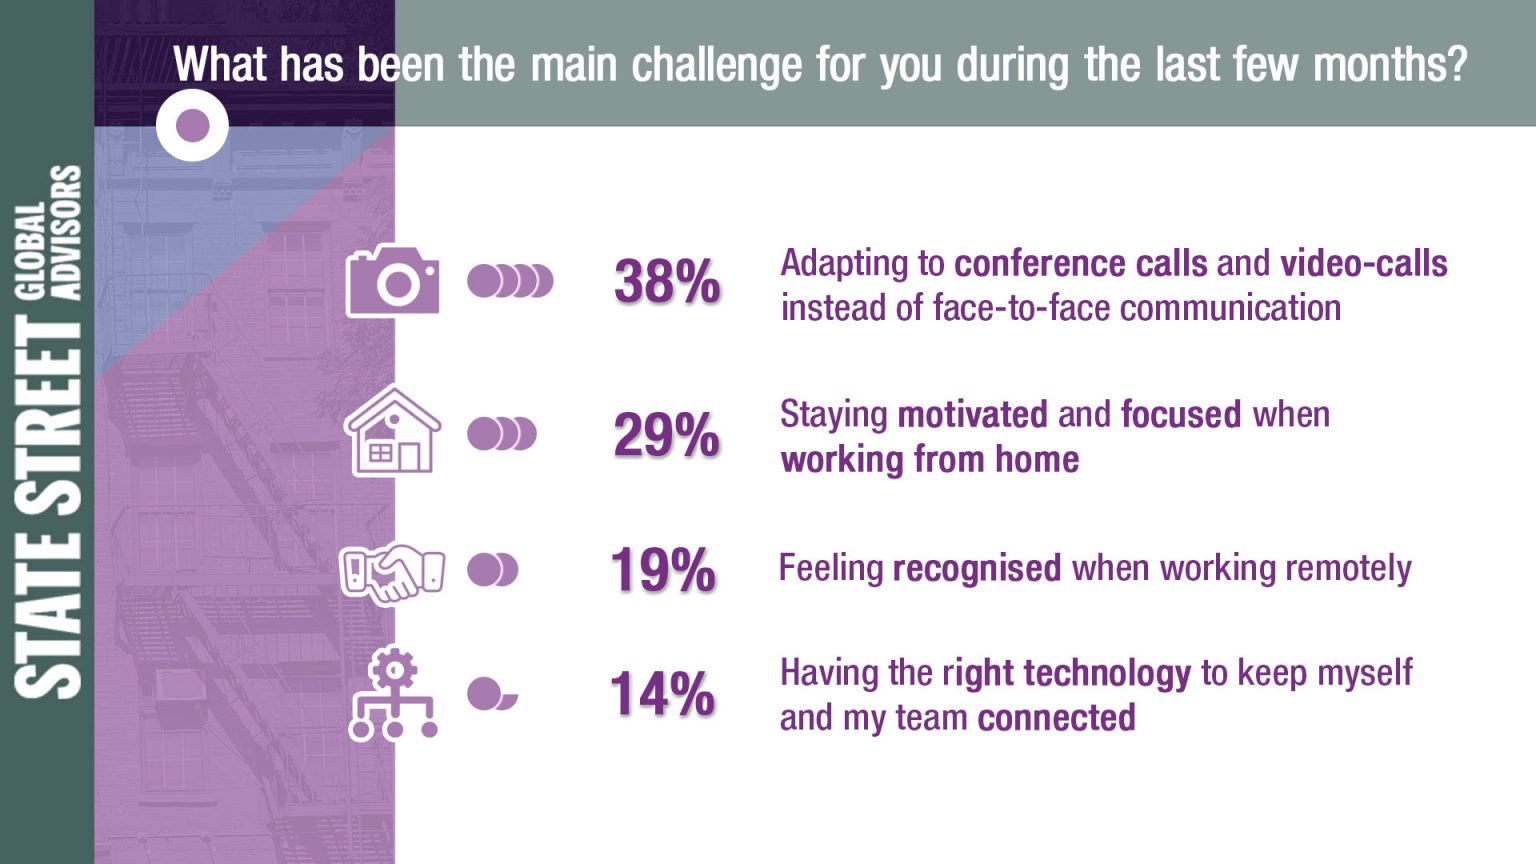 What has been the main challenge for you during the last few months?
STATE STREET GLOBAL
ADVISORS
38%
Adapting to conference calls and video-calls
instead of face-to-face communication
29%
Staying motivated and focused when
working from home
19%
Feeling recognised when working remotely
14%
Having the right technology to keep myself
and my team connected